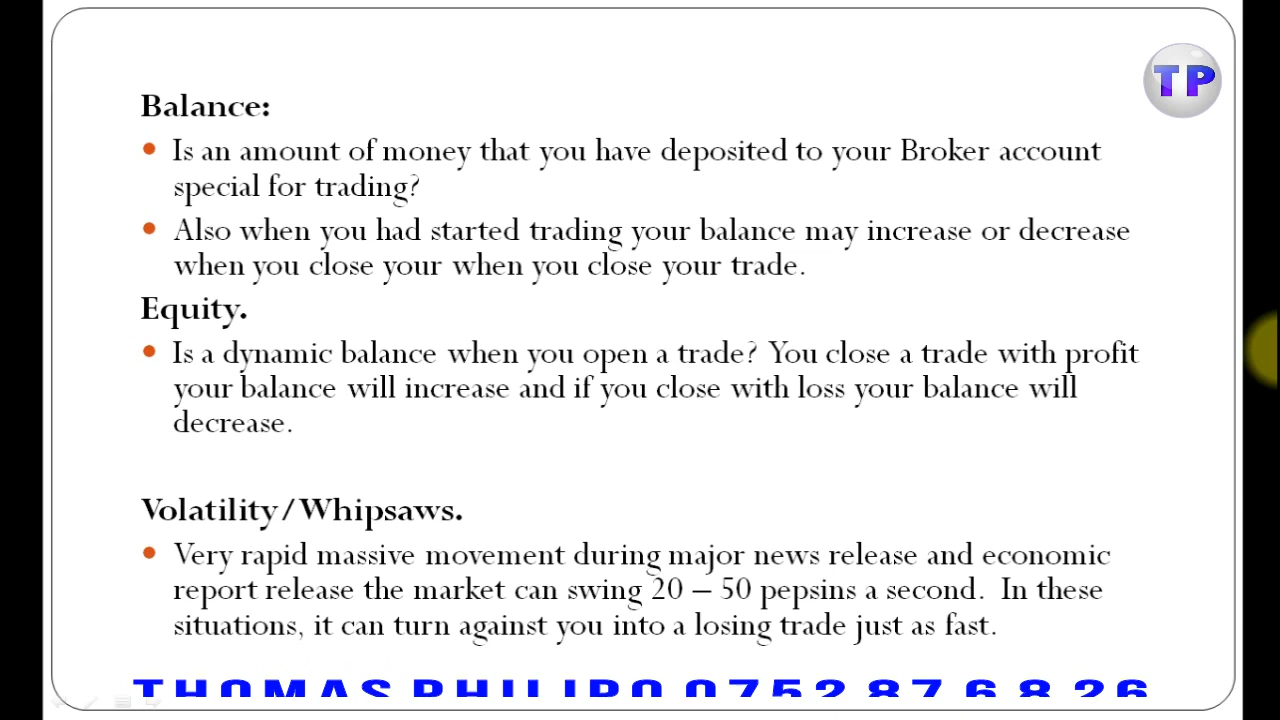 TP
Balance:
Is an amount of money that you have deposited to your Broker account
special for trading?
Also when you had started trading your balance may increase or decrease
when you close your when you close your trade.
Equity.
Is a dynamic balance when you open a trade? You close a trade with profit
your balance will increase and if you close with loss your balance will
decrease.
Volatility/Whipsaws.
Very rapid massive movement during major news release and economic
report release the market can swing 20 – 50 pepsins a second. In these
situations, it can turn against you into a losing trade just as fast.
THOMAS PHILIPO 0752 87 68 26